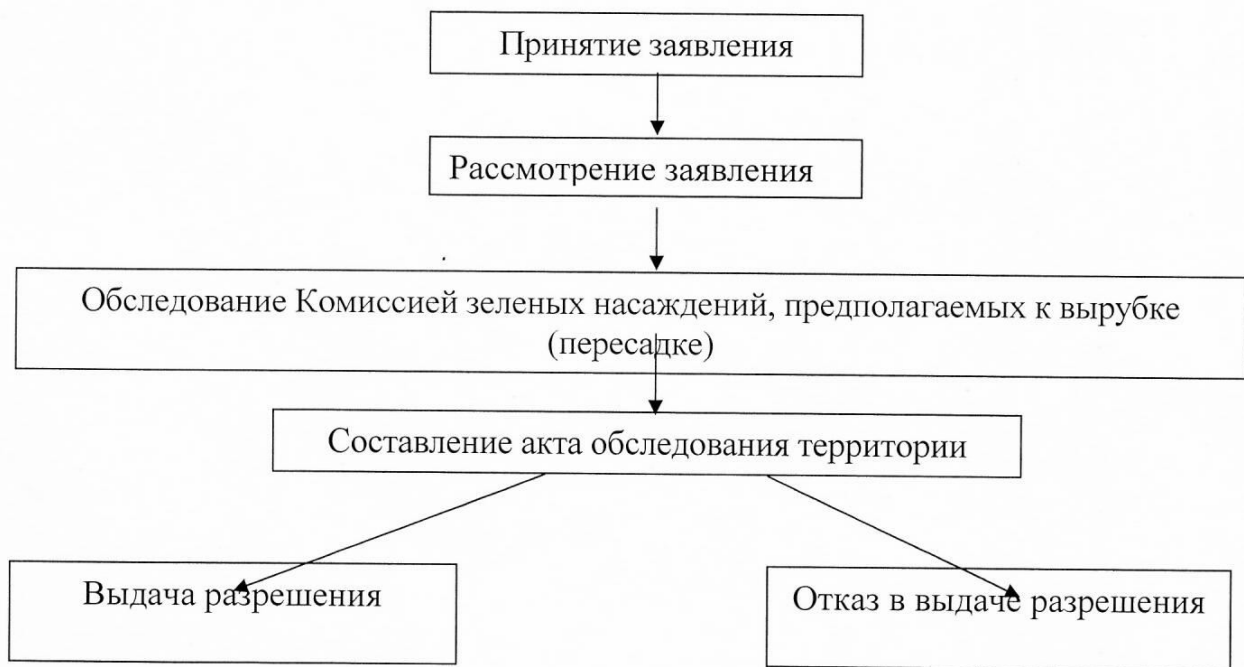 Принятие заявления
Рассмотрение заявления
Обследование Комиссией зеленых насаждений, предполагаемых к вырубке
(пересадке)
Составление акта обследования территории
Выдача разрешения
Отказ в выдаче разрешения